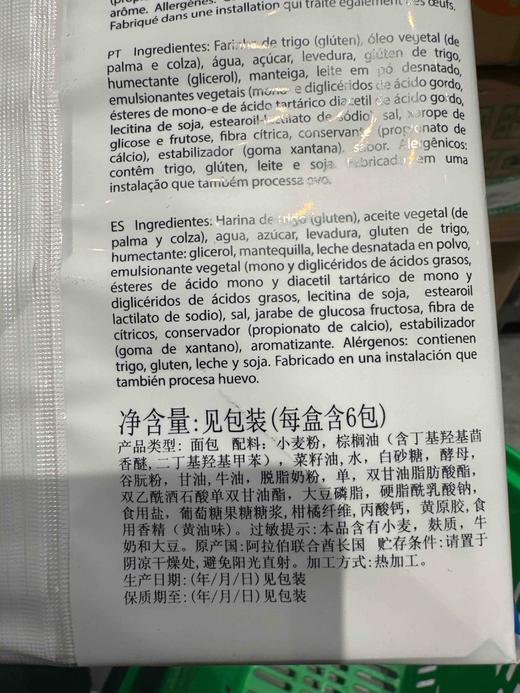 arôme. Allergènes: C
Fabriqué dans une installation qui traite également des œufs.
PT Ingredientes: Farinha de trigo (glúten), óleo vegetal (de
palma e colza), água, açúcar, levedura, glúten de trigo,
humectante (glicerol), manteiga, leite em pó desnatado,
emulsionantes vegetais (mono- e diglicéridos de ácido gordo,
ésteres de mono-e de ácido tartárico diacetil de ácido gordo,
lecitina de soja, estearoil-lactilato de sódio), sal, xarope de
glicose e frutose, fibra cítrica, conservante (propionato de
cálcio), estabilizador (goma xantana), sabor. Alergênicos:
contêm trigo, glúten, leite e soja. Fabricado em uma
instalação que também processa ovo.
ES Ingredientes: Harina de trigo (gluten), aceite vegetal (de
palma y colza), agua, azúcar, levadura, gluten de trigo,
humectante: glicerol, mantequilla, leche desnatada en polvo,
emulsionante vegetal (mono y diglicéridos de ácidos grasos,
ésteres de ácido mono y diacetil tartárico de mono y
diglicéridos de ácidos grasos, lecitina de soja, estearoil
lactilato de sodio), sal, jarabe de glucosa fructosa, fibra de
cítricos, conservador (propionato de calcio), estabilizador
(goma de xantano), aromatizante. Alérgenos: contienen
trigo, gluten, leche y soja. Fabricado en una instalación que
también procesa huevo.
净含量:见包装(每盒含6包)
产品类型: 面包 配料: 小麦粉, 棕榈油 (含丁基羟基茴
香醚,二丁基羟基甲苯), 菜籽油,水, 白砂糖, 酵母,
谷朊粉, 甘油,牛油, 脱脂奶粉, 单, 双甘油脂肪酸酯,
双乙酰酒石酸单双甘油酯, 大豆磷脂, 硬脂酰乳酸钠,
食用盐, 葡萄糖果糖糖浆, 柑橘纤维, 丙酸钙, 黄原胶,食
用香精 (黄油味)。过敏提示:本品含有小麦, 麸质, 牛
奶和大豆。原产国:阿拉伯联合酋长国 贮存条件:请置于
阴凉干燥处,避免阳光直射。加工方式:热加工。
生产日期:(年/月/日)见包装
保质期至:(年/月/日)见包装